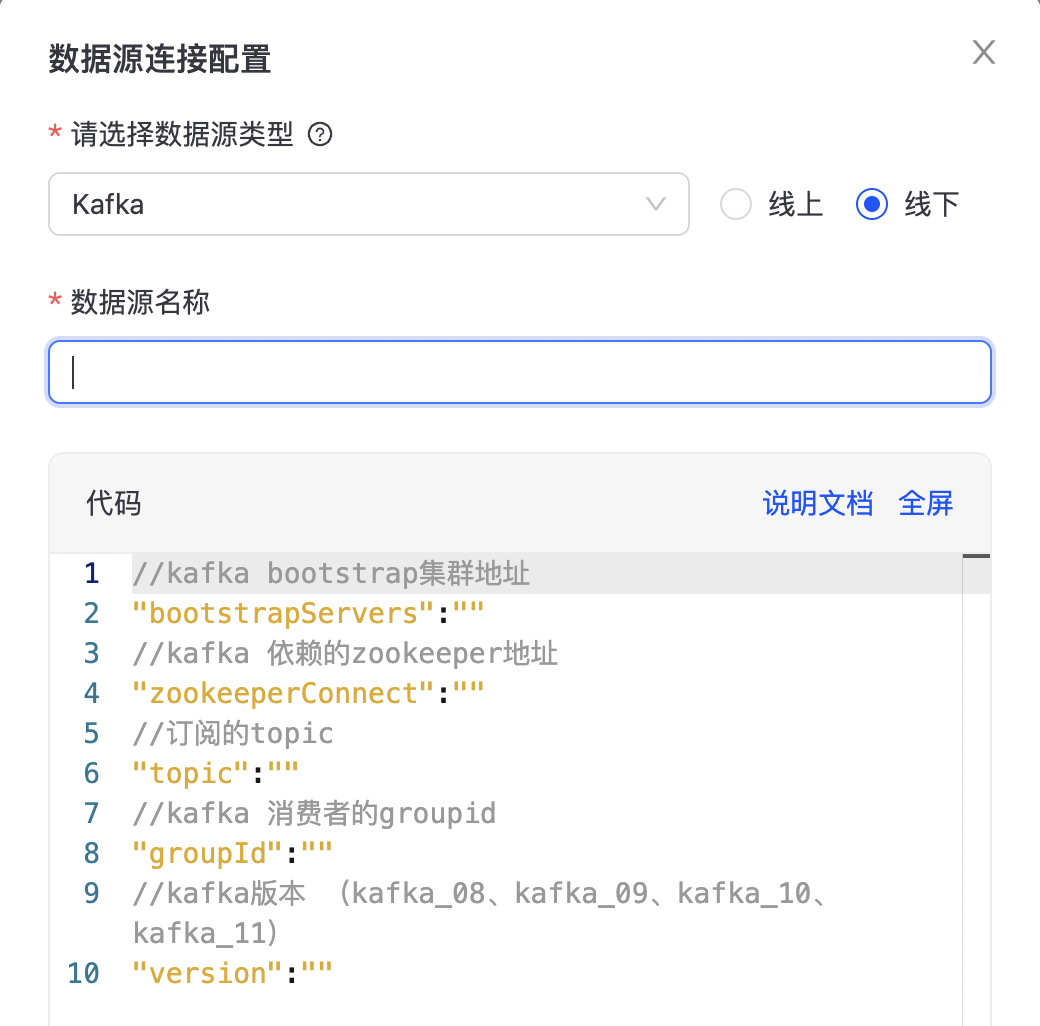 数据源连接配置
* 请选择数据源类型 ?
Kafka 线上 线下
* 数据源名称
代码 说明文档 全屏
1 //kafka bootstrap集群地址
2 "bootstrapServers":""
3 //kafka 依赖的zookeeper地址
4 "zookeeperConnect":""
5 //订阅的topic
6 "topic":""
7 //kafka 消费者的groupid
8 "groupId":""
9 //kafka版本 （kafka_08、kafka_09、kafka_10、
kafka_11）
10 "version":""